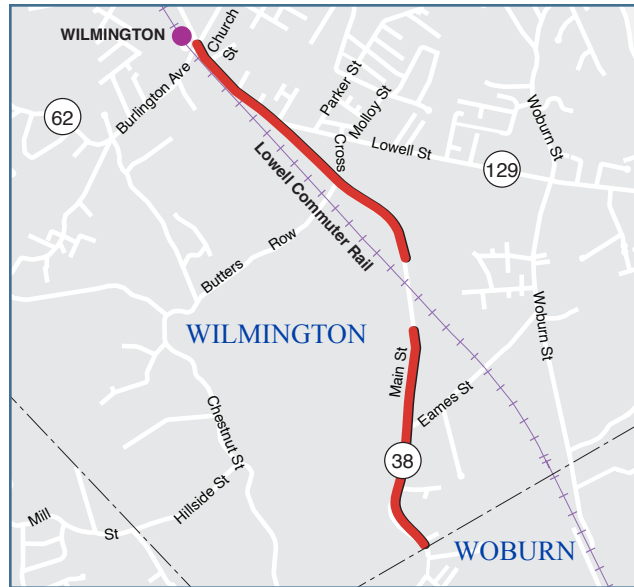 WILMINGTON
Church
St
Burlington Ave
62
Parker St
Molloy St
Woburn St
Cross
Lowell St
129
Lowell Commuter Rail
Butters
Row
WILMINGTON
Woburn St
Main St
Eames St
Chestnut St
38
Hillside St
Mill
St
WOBURN